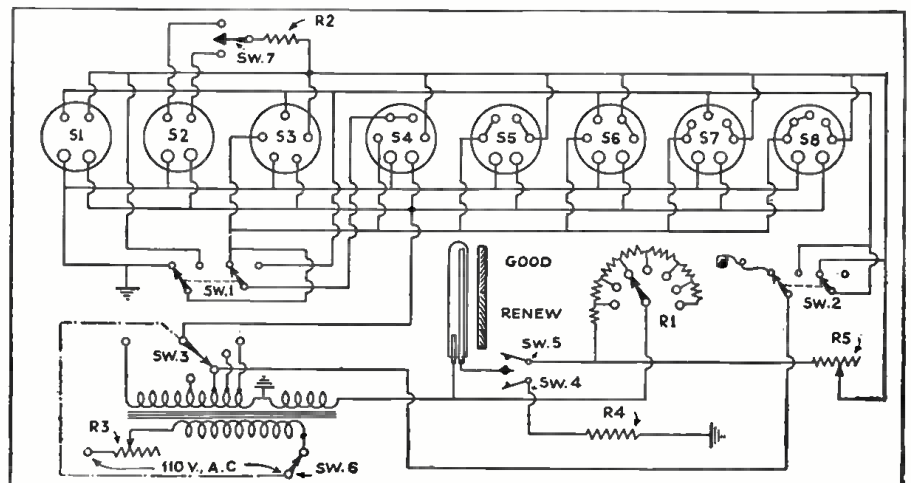 R2
SW.7
S1
S2
S3
S4
S5
S6
S7
S8
GOOD
RENEW
SW.1
R1
SW.2
SW.3
SW.5
R5
SW.4
R3
R4
110 V., A.C
SW.6